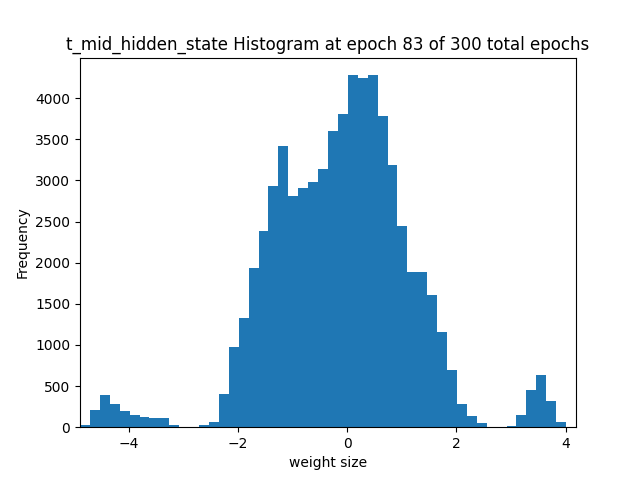 t_mid_hidden_state Histogram at epoch 83 of 300 total epochs
4000
3500
3000
2500
2000
1500
1000
500
0
Frequency
−4 −2 0 2 4
weight size